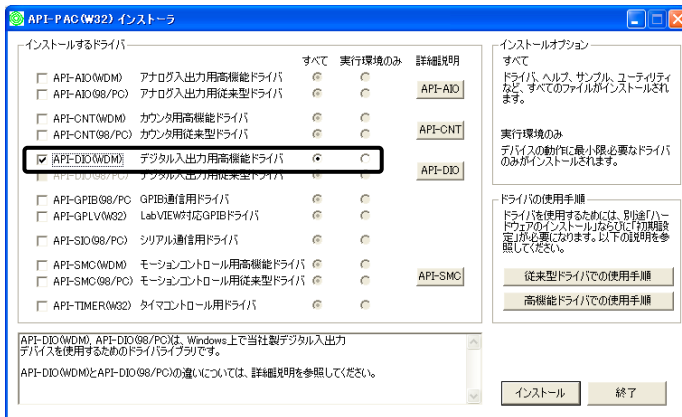 API-PAC(W32) インストーラ
インストールするドライバ
すべて 実行環境のみ 詳細説明
API-AIO(WDM) アナログ入出力用高機能ドライバ
API-AIO(98/PC) アナログ入出力用従来型ドライバ
API-AIO
API-CNT(WDM) カウンタ用高機能ドライバ
API-CNT(98/PC) カウンタ用従来型ドライバ
API-CNT
API-DIO(WDM) デジタル入出力用高機能ドライバ
API-DIO(98/PC) デジタル入出力用従来型ドライバ
API-DIO
API-GPIB(98/PC GPIB通信用ドライバ
API-GPLV(W32) LabVIEW対応GPIBドライバ
API-SIO(98/PC) シリアル通信用ドライバ
API-SMC(WDM) モーションコントロール用高機能ドライバ
API-SMC(98/PC) モーションコントロール用従来型ドライバ
API-SMC
API-TIMER(W32) タイマコントロール用ドライバ
API-DIO(WDM), API-DIO(98/PC)は、Windows上で当社製デジタル入出力
デバイスを使用するためのドライバライブラリです。
API-DIO(WDM)とAPI-DIO(98/PC)の違いについては、詳細説明を参照してください。
インストールオプション
すべて
ドライバ、ヘルプ、サンプル、ユーティリティ
など、すべてのファイルがインストールされ
ます。
実行環境のみ
デバイスの動作に最小限必要なドライバ
のみがインストールされます。
ドライバの使用手順
ドライバを使用するためには、別途「ハー
ドウェアのインストール」ならびに「初期設
定」が必要になります。以下の説明を参
照してください。
従来型ドライバでの使用手順
高機能ドライバでの使用手順
インストール 終了